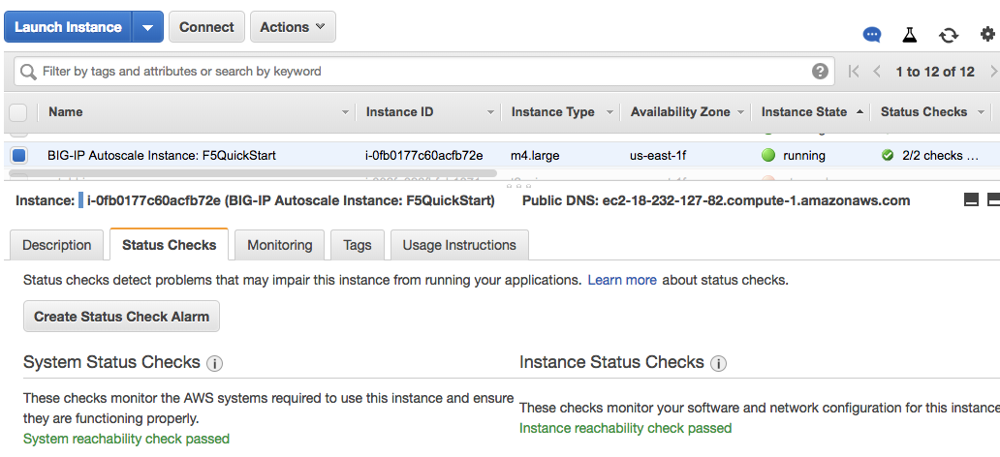 Launch Instance Connect Actions
Filter by tags and attributes or search by keyword 1 to 12 of 12
Name Instance ID Instance Type Availability Zone Instance State Status Checks
BIG-IP Autoscale Instance: F5QuickStart i-0fb0177c60acfb72e m4.large us-east-1f running 2/2 checks ...
Instance: i-0fb0177c60acfb72e (BIG-IP Autoscale Instance: F5QuickStart) Public DNS: ec2-18-232-127-82.compute-1.amazonaws.com
Description Status Checks Monitoring Tags Usage Instructions
Status checks detect problems that may impair this instance from running your applications. Learn more about status checks.
Create Status Check Alarm
System Status Checks
These checks monitor the AWS systems required to use this instance and ensure
they are functioning properly.
System reachability check passed
Instance Status Checks
These checks monitor your software and network configuration for this instance
Instance reachability check passed